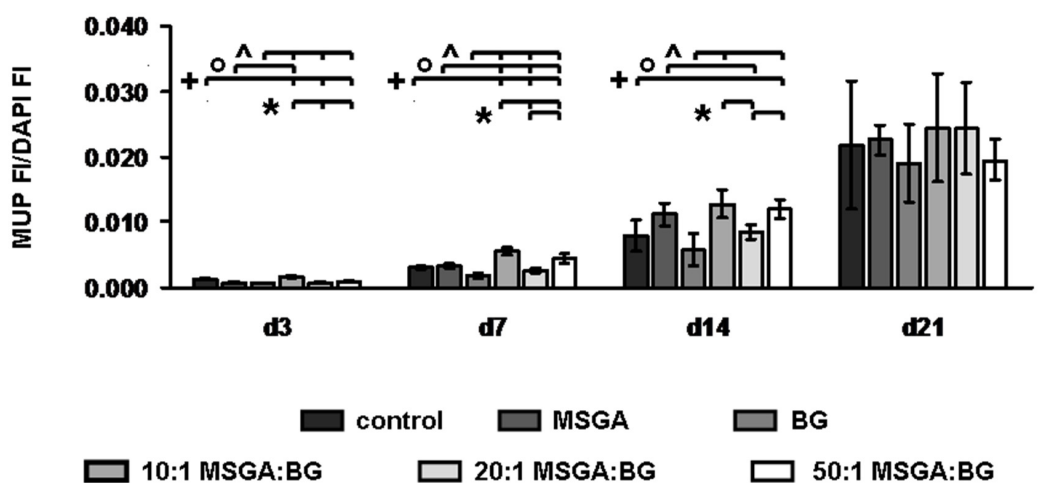 MUP FI/DAPI FI
0.040
0.030
0.020
0.010
0.000
^ ^ ^
o o o
+ + +
* * *
d3 d7 d14 d21
control MSGA BG
10:1 MSGA:BG 20:1 MSGA:BG 50:1 MSGA:BG